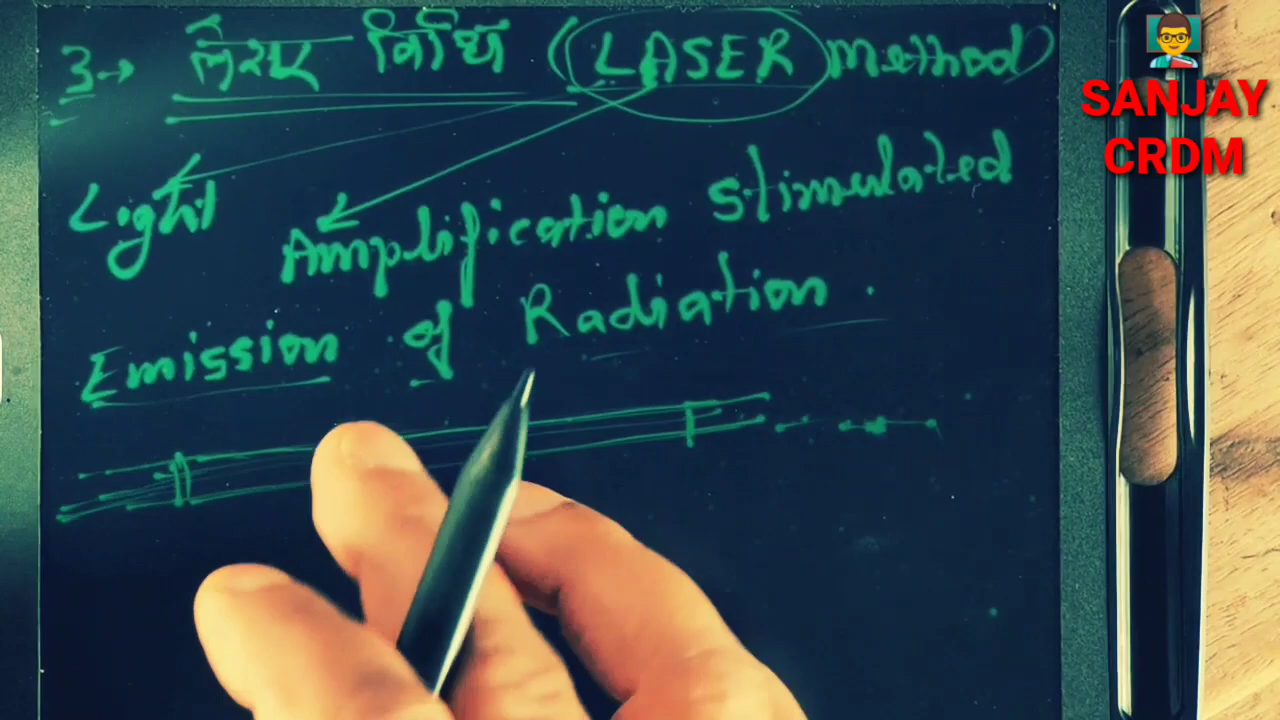 3→ लेसर विधि (LASER method)
Light Amplification stimulated
Emission of Radiation.
SANJAY
CRDM